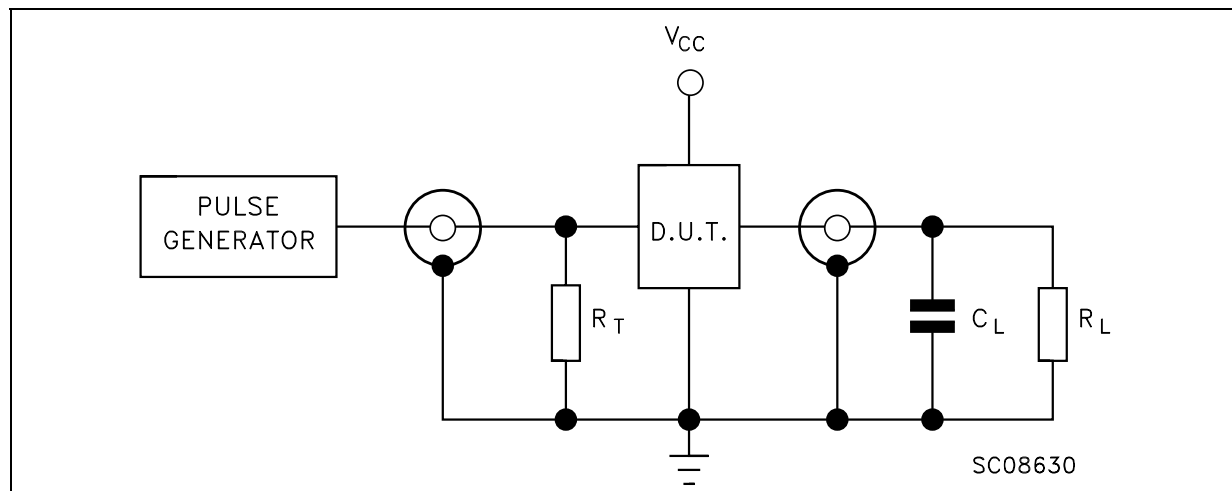 VCC
PULSE
GENERATOR
D.U.T.
RT
CL
RL
SC08630